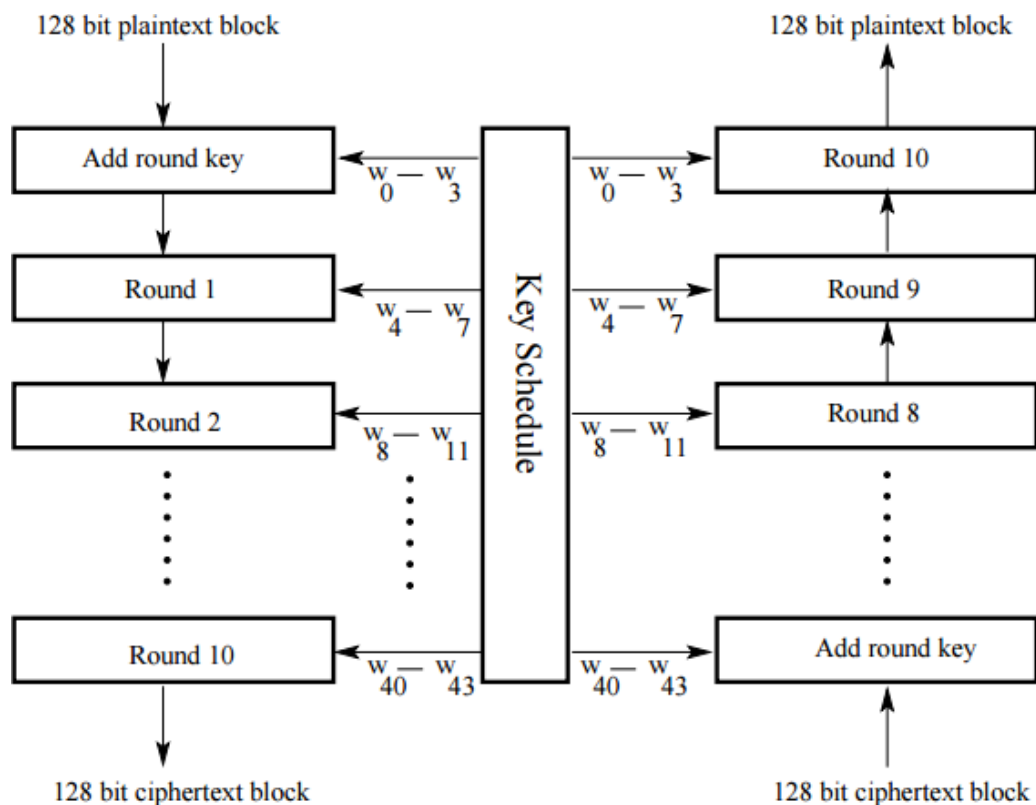 128 bit plaintext block
128 bit plaintext block
Add round key
w0 — w3
w0 — w3
Round 10
Round 1
w4 — w7
w4 — w7
Round 9
Key Schedule
Round 2
w8 — w11
w8 — w11
Round 8
Round 10
w40 — w43
w40 — w43
Add round key
128 bit ciphertext block
128 bit ciphertext block